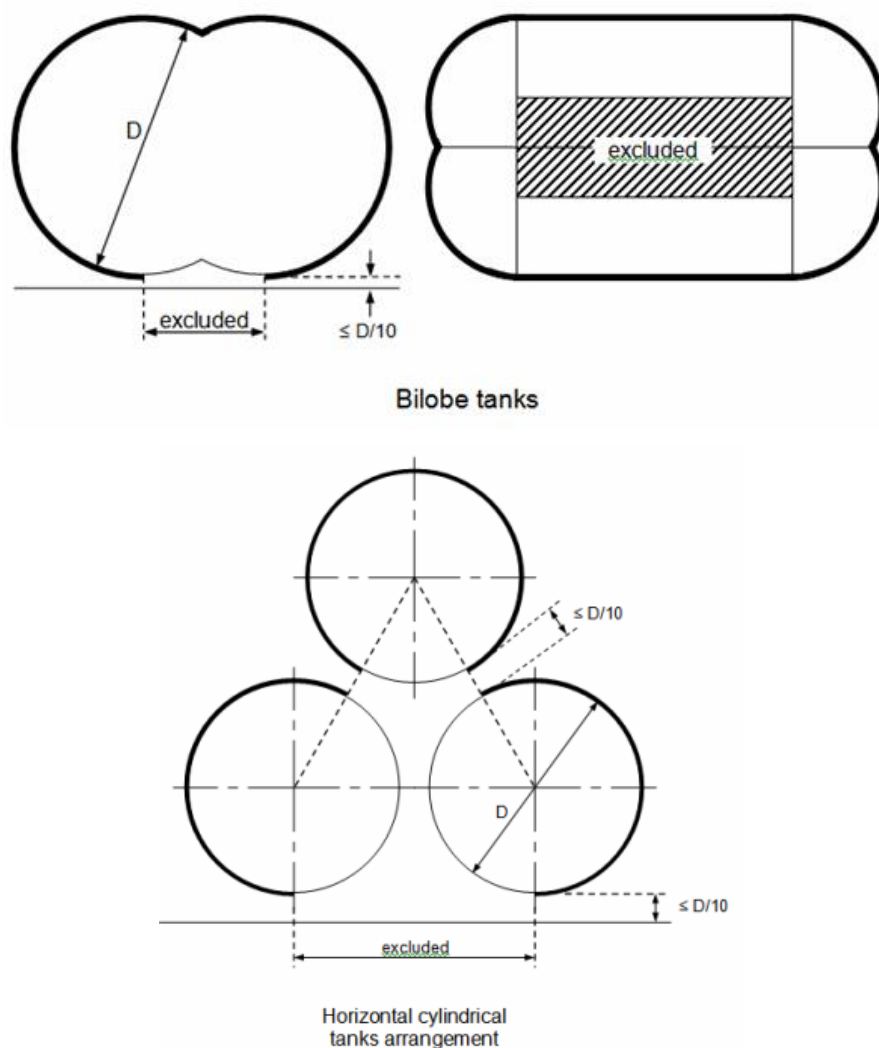 D
excluded
excluded
≤ D/10
Bilobe tanks
≤ D/10
D
≤ D/10
excluded
Horizontal cylindrical
tanks arrangement